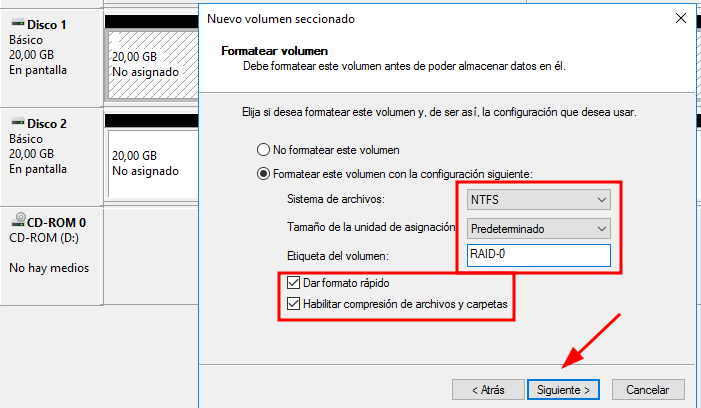 Disco 1
Básico
20,00 GB
En pantalla
20,00 GB
No asignado
Disco 2
Básico
20,00 GB
En pantalla
20,00 GB
No asignado
CD-ROM 0
CD-ROM (D:)
No hay medios
Nuevo volumen seccionado
Formatear volumen
Debe formatear este volumen antes de poder almacenar datos en él.
Elija si desea formatear este volumen y, de ser así, la configuración que desea usar.
No formatear este volumen
Formatear este volumen con la configuración siguiente:
Sistema de archivos: NTFS
Tamaño de la unidad de asignación Predeterminado
Etiqueta del volumen: RAID-0
Dar formato rápido
Habilitar compresión de archivos y carpetas
< Atrás Siguiente > Cancelar